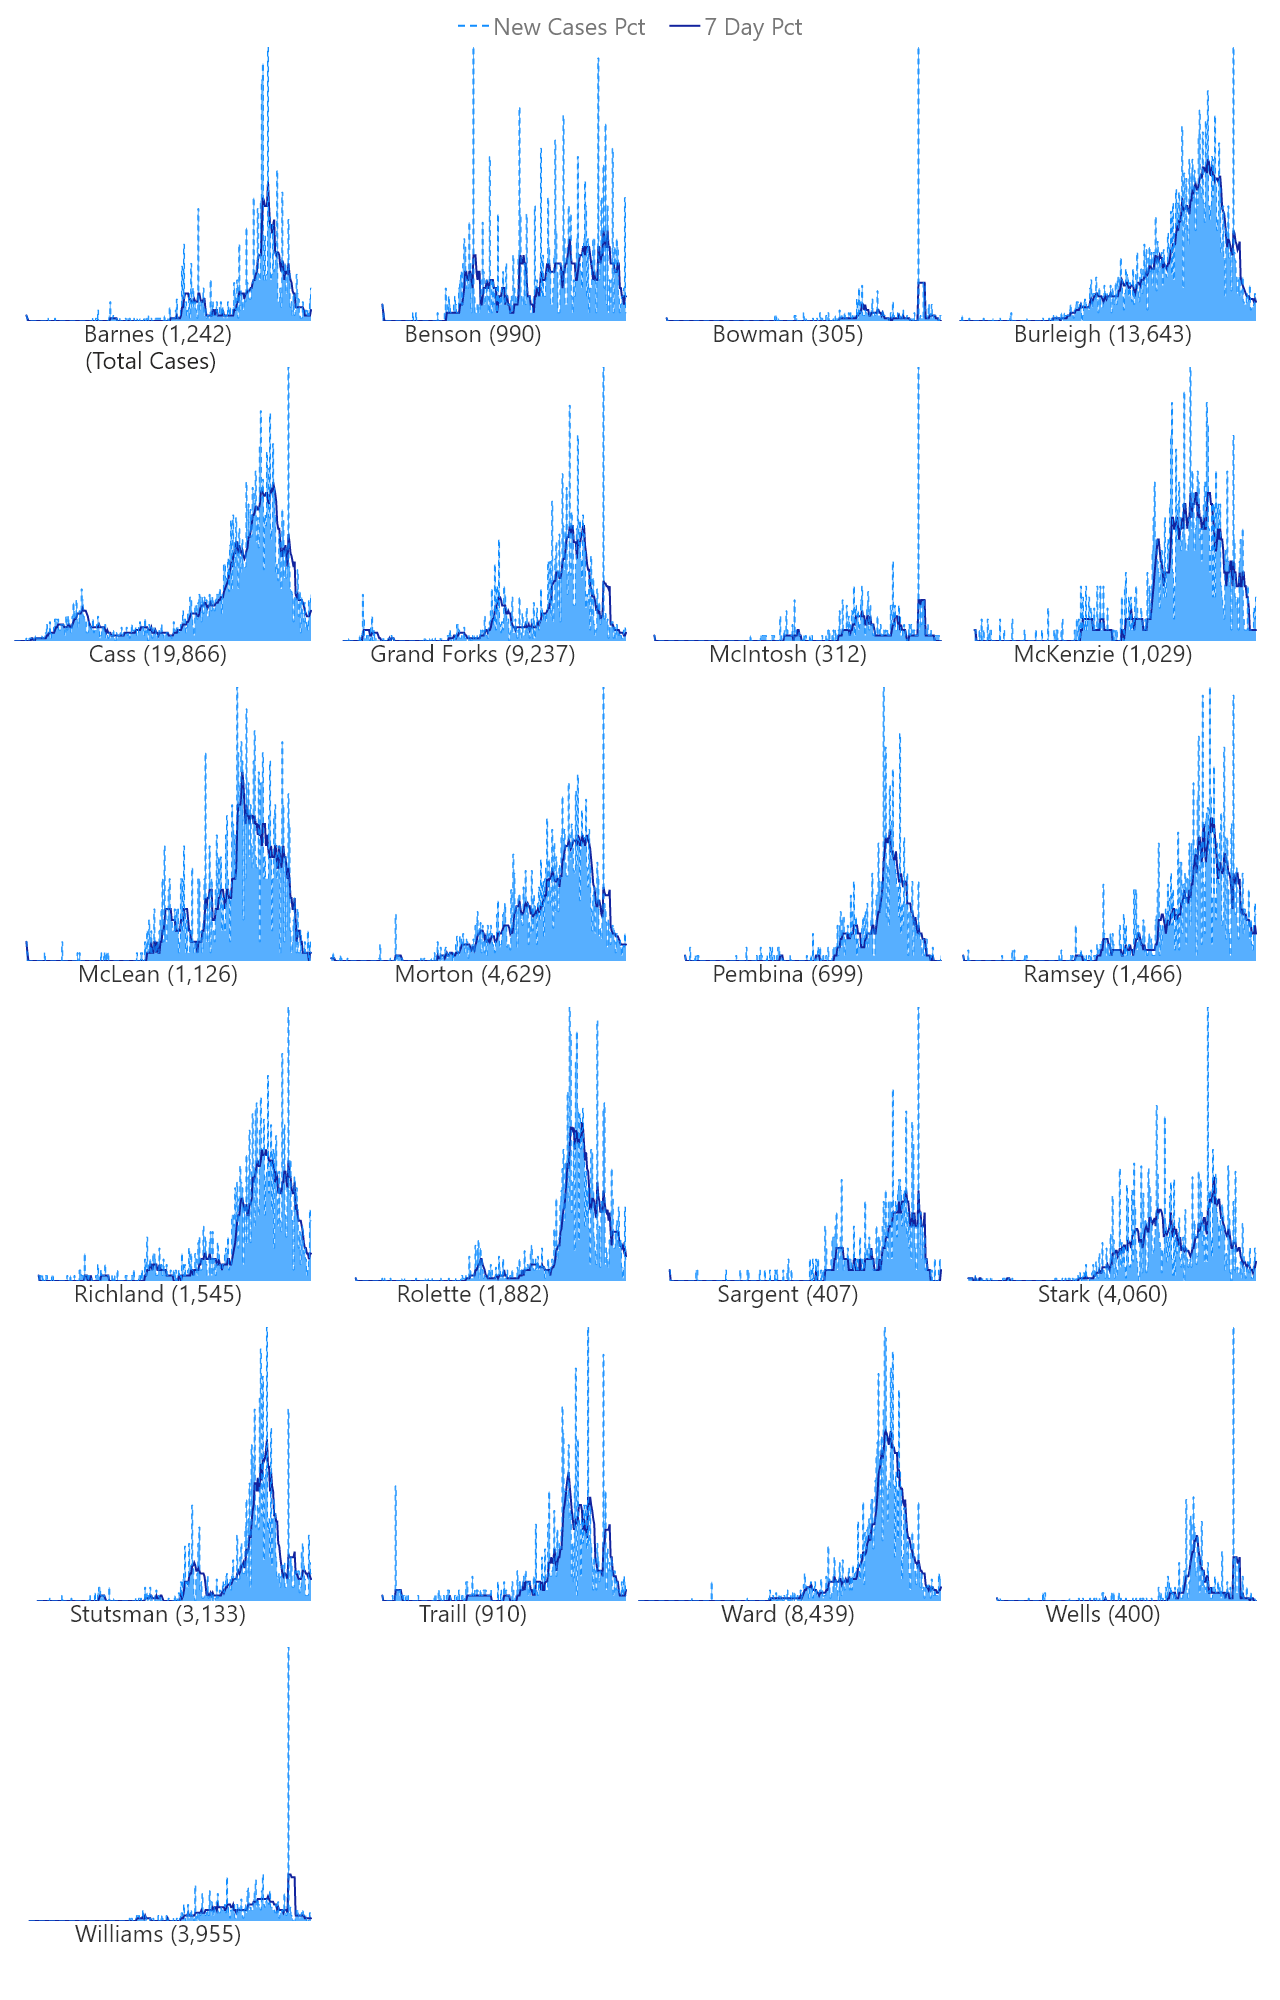 New Cases Pct 7 Day Pct
Barnes (1,242) Benson (990) Bowman (305) Burleigh (13,643)
(Total Cases)
Cass (19,866) Grand Forks (9,237) McIntosh (312) McKenzie (1,029)
McLean (1,126) Morton (4,629) Pembina (699) Ramsey (1,466)
Richland (1,545) Rolette (1,882) Sargent (407) Stark (4,060)
Stutsman (3,133) Traill (910) Ward (8,439) Wells (400)
Williams (3,955)